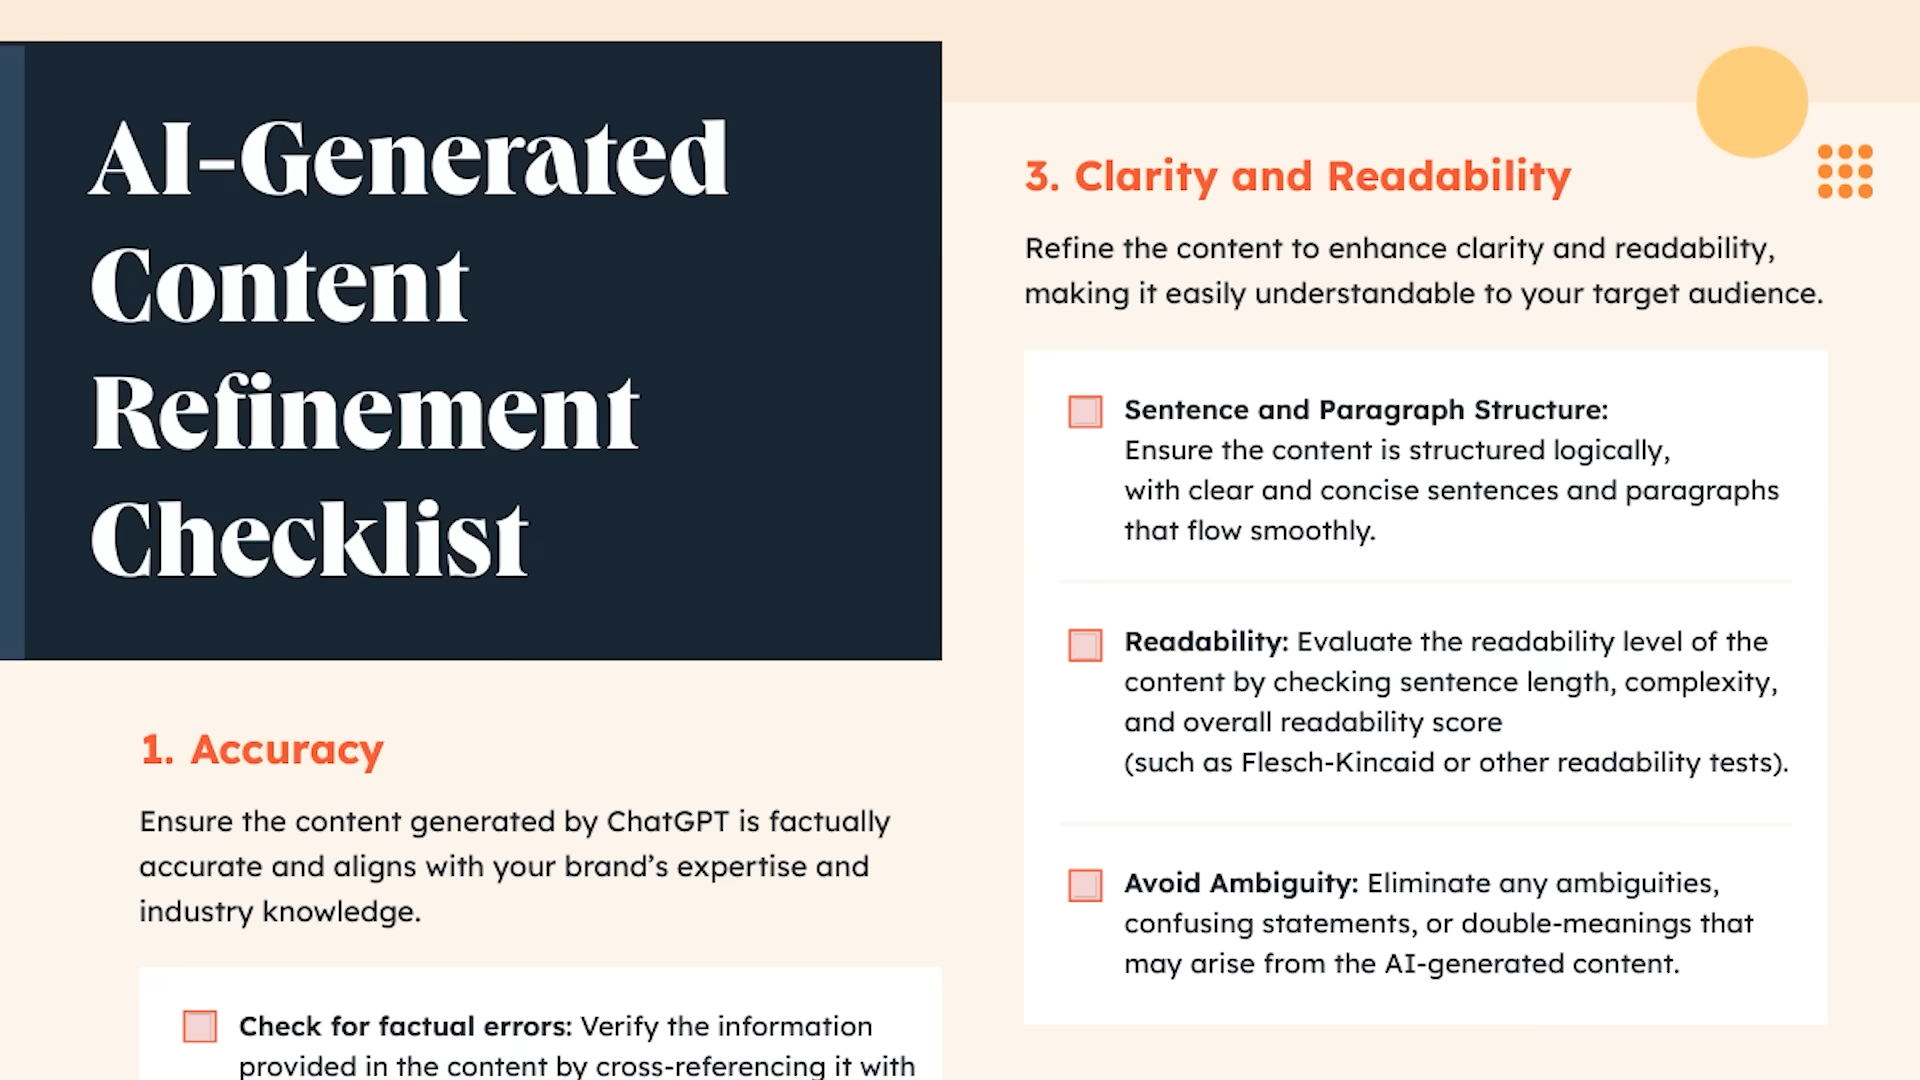 AI-Generated
Content
Refinement
Checklist
1. Accuracy
Ensure the content generated by ChatGPT is factually
accurate and aligns with your brand’s expertise and
industry knowledge.
Check for factual errors: Verify the information
provided in the content by cross-referencing it with
3. Clarity and Readability
Refine the content to enhance clarity and readability,
making it easily understandable to your target audience.
Sentence and Paragraph Structure:
Ensure the content is structured logically,
with clear and concise sentences and paragraphs
that flow smoothly.
Readability: Evaluate the readability level of the
content by checking sentence length, complexity,
and overall readability score
(such as Flesch-Kincaid or other readability tests).
Avoid Ambiguity: Eliminate any ambiguities,
confusing statements, or double-meanings that
may arise from the AI-generated content.